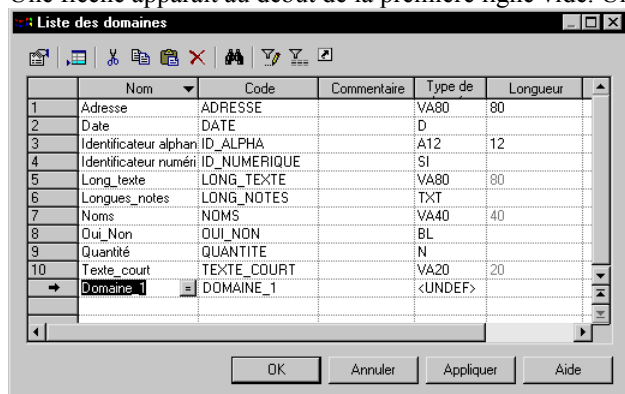 Une flèche apparaît au début de la première ligne vide. Un
Liste des domaines
Nom Code Commentaire Type de Longueur
1 Adresse ADRESSE VA80 80
2 Date DATE D
3 Identificateur alphan ID_ALPHA A12 12
4 Identificateur numéri ID_NUMERIQUE SI
5 Long_texte LONG_TEXTE VA80 80
6 Longues_notes LONG_NOTES TXT
7 Noms NOMS VA40 40
8 Oui_Non OUI_NON BL
9 Quantité QUANTITE N
10 Texte_court TEXTE_COURT VA20 20
Domaine_1 = DOMAINE_1 <UNDEF>
OK Annuler Appliquer Aide